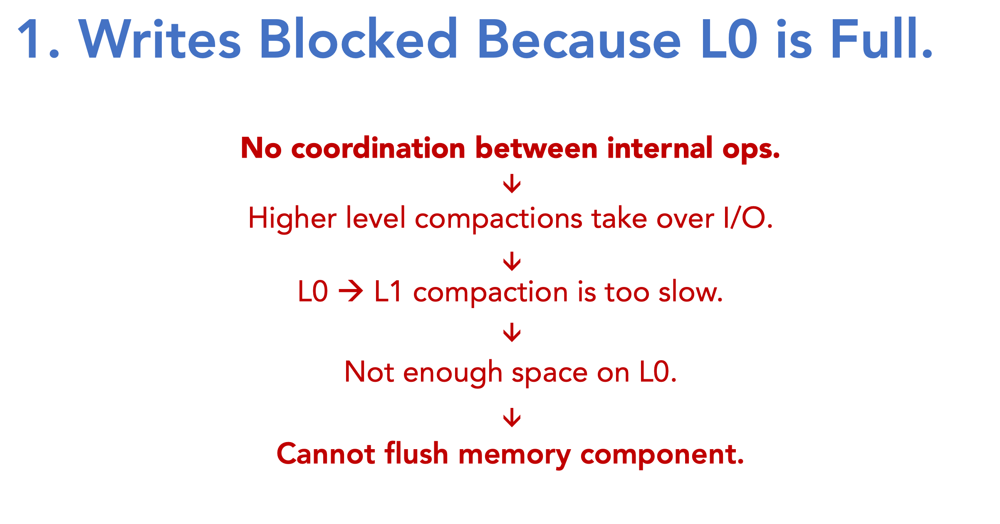 1. Writes Blocked Because L0 is Full.
No coordination between internal ops.
↓
Higher level compactions take over I/O.
↓
L0 → L1 compaction is too slow.
↓
Not enough space on L0.
↓
Cannot flush memory component.